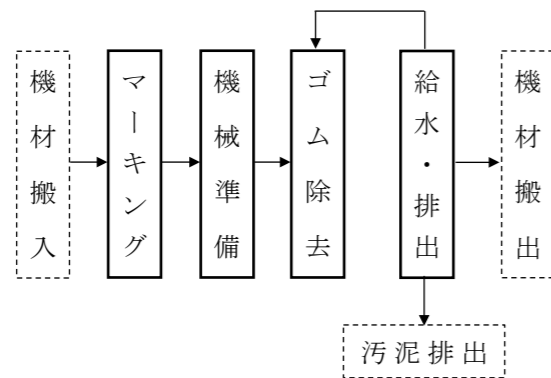 機材搬入
マーキング
機械準備
ゴム除去
給水・排出
機材搬出
汚泥排出